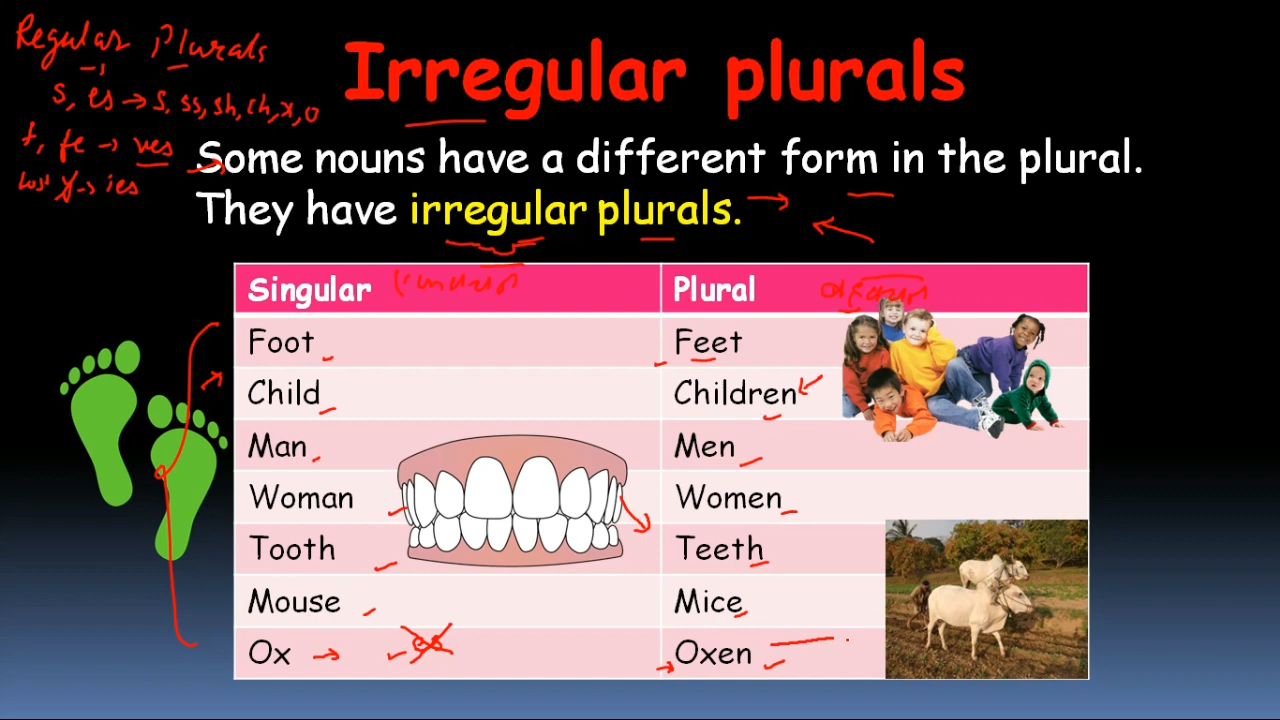 Regular Plurals
s, es → s, ss, sh, ch, x, o
f, fe → ves
y → ies
Irregular plurals
Some nouns have a different form in the plural.
They have irregular plurals.
Singular Plural
Foot Feet
Child Children
Man Men
Woman Women
Tooth Teeth
Mouse Mice
Ox Oxen